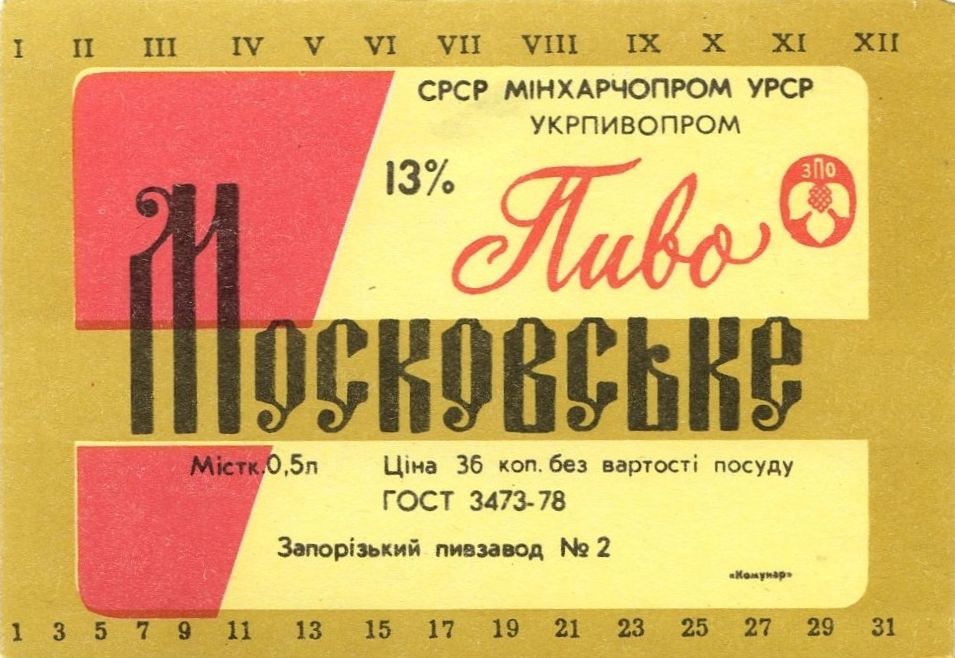 I II III IV V VI VII VIII IX X XI XII
СРСР МІНХАРЧОПРОМ УРСР
УКРПИВОПРОМ
13%
Пиво
ЗПО
Московське
Містк. 0,5л Ціна 36 коп. без вартості посуду
ГОСТ 3473-78
Запорізький пивзавод № 2
«Комунар»
1 3 5 7 9 11 13 15 17 19 21 23 25 27 29 31